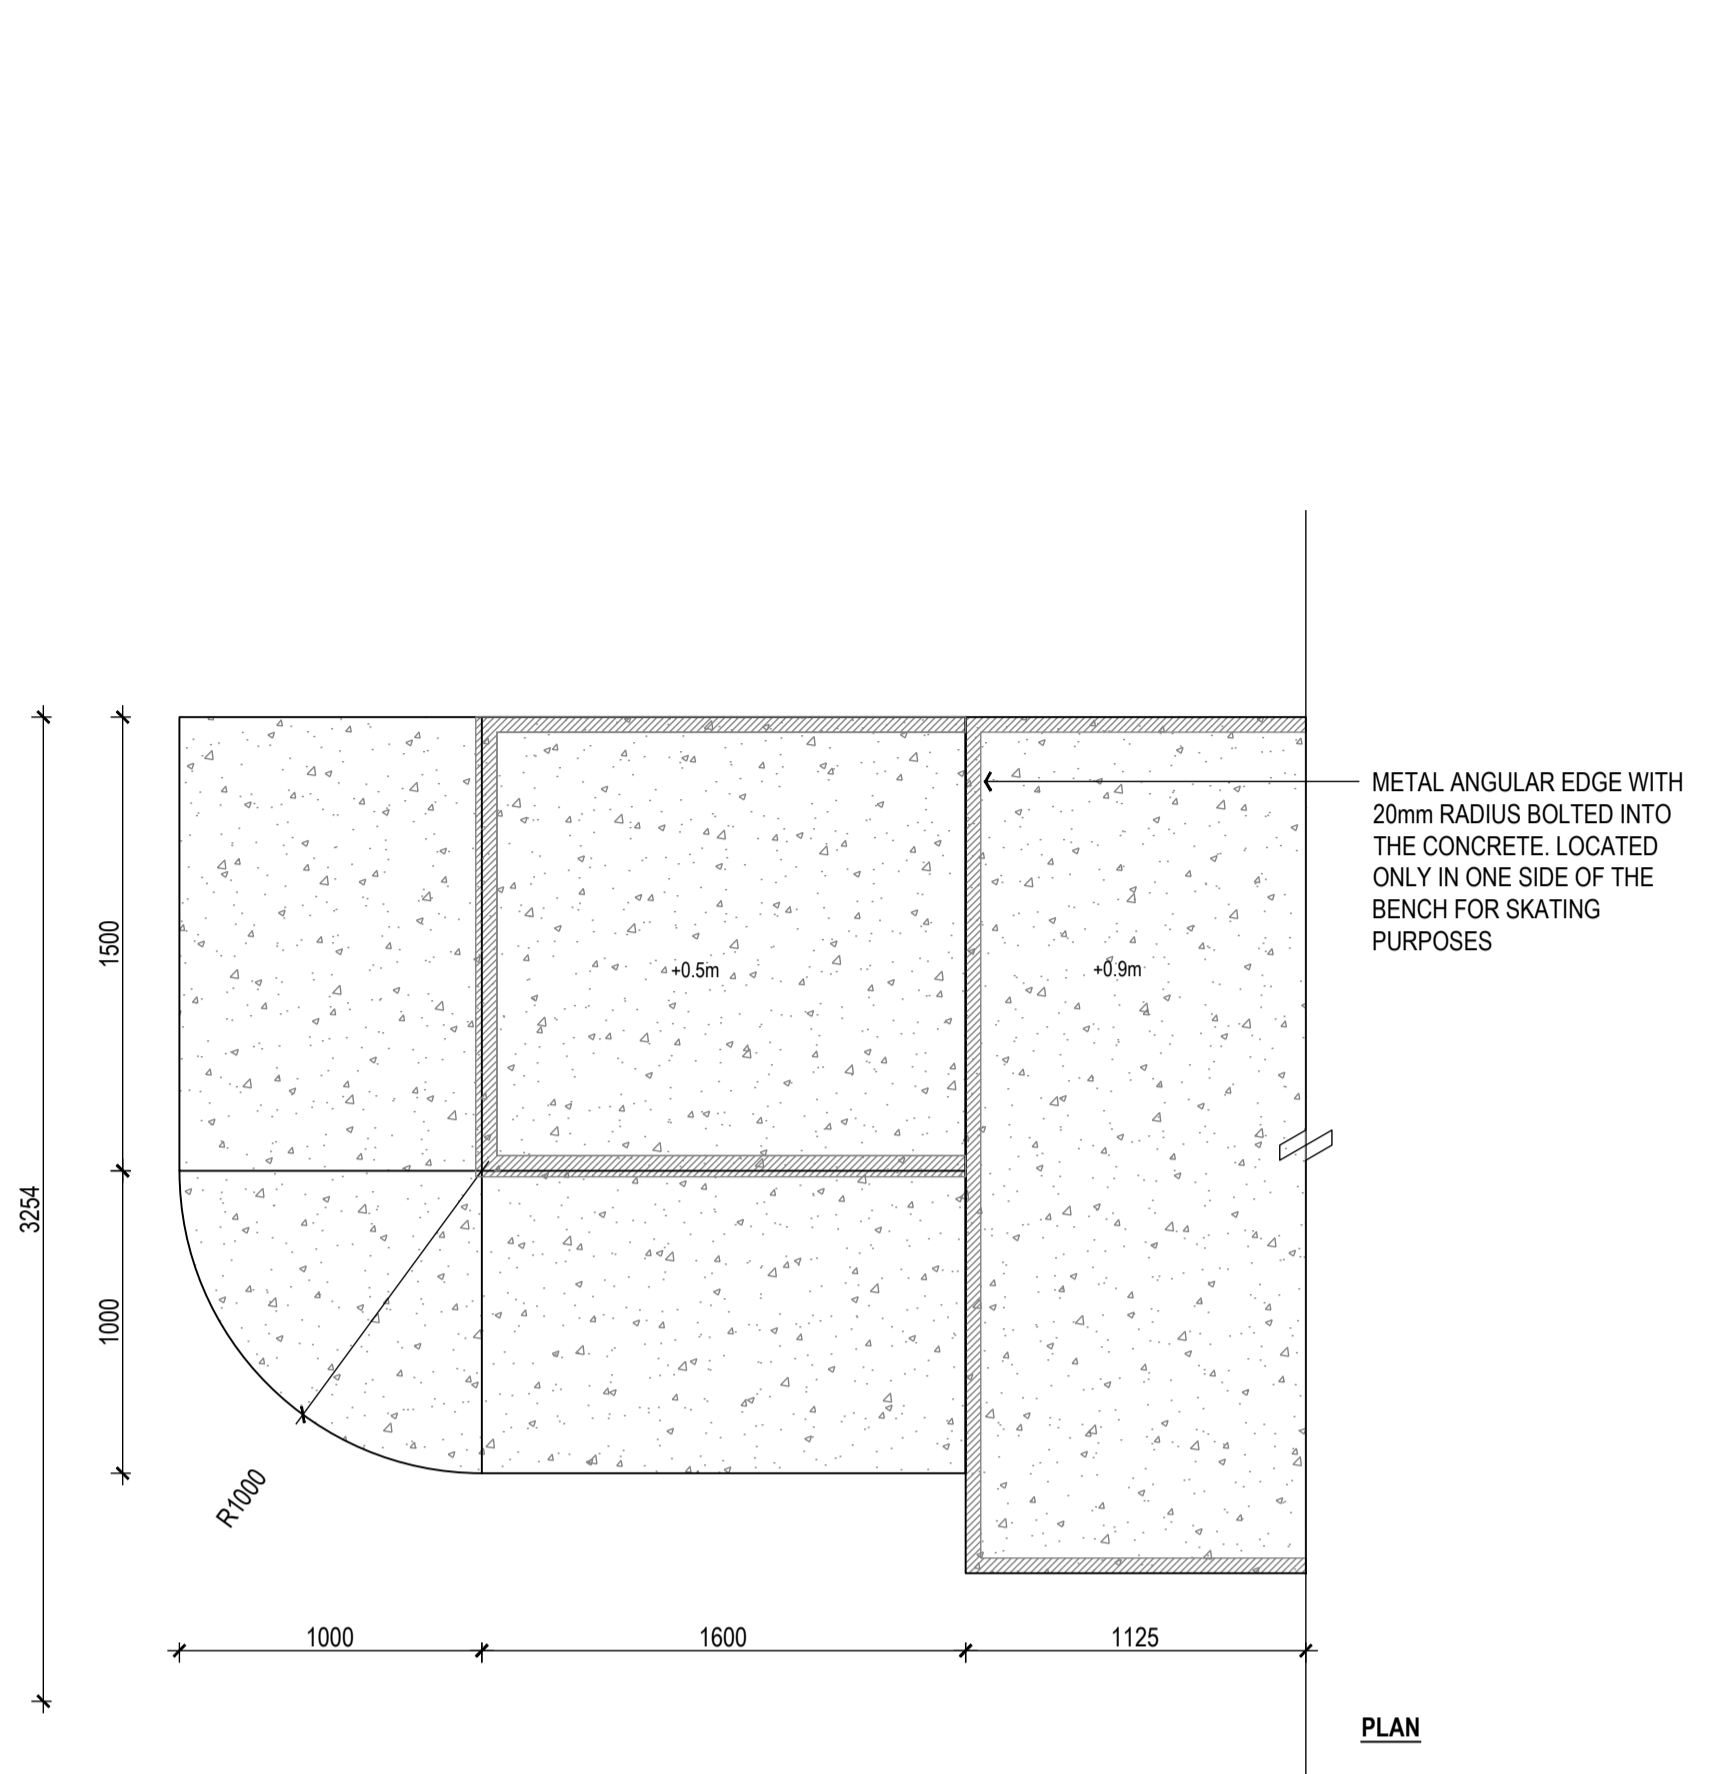 METAL ANGULAR EDGE WITH
20mm RADIUS BOLTED INTO
THE CONCRETE. LOCATED
ONLY IN ONE SIDE OF THE
BENCH FOR SKATING
PURPOSES
1500
+0.5m
+0.9m
3254
1000
R1000
1000
1600
1125
PLAN